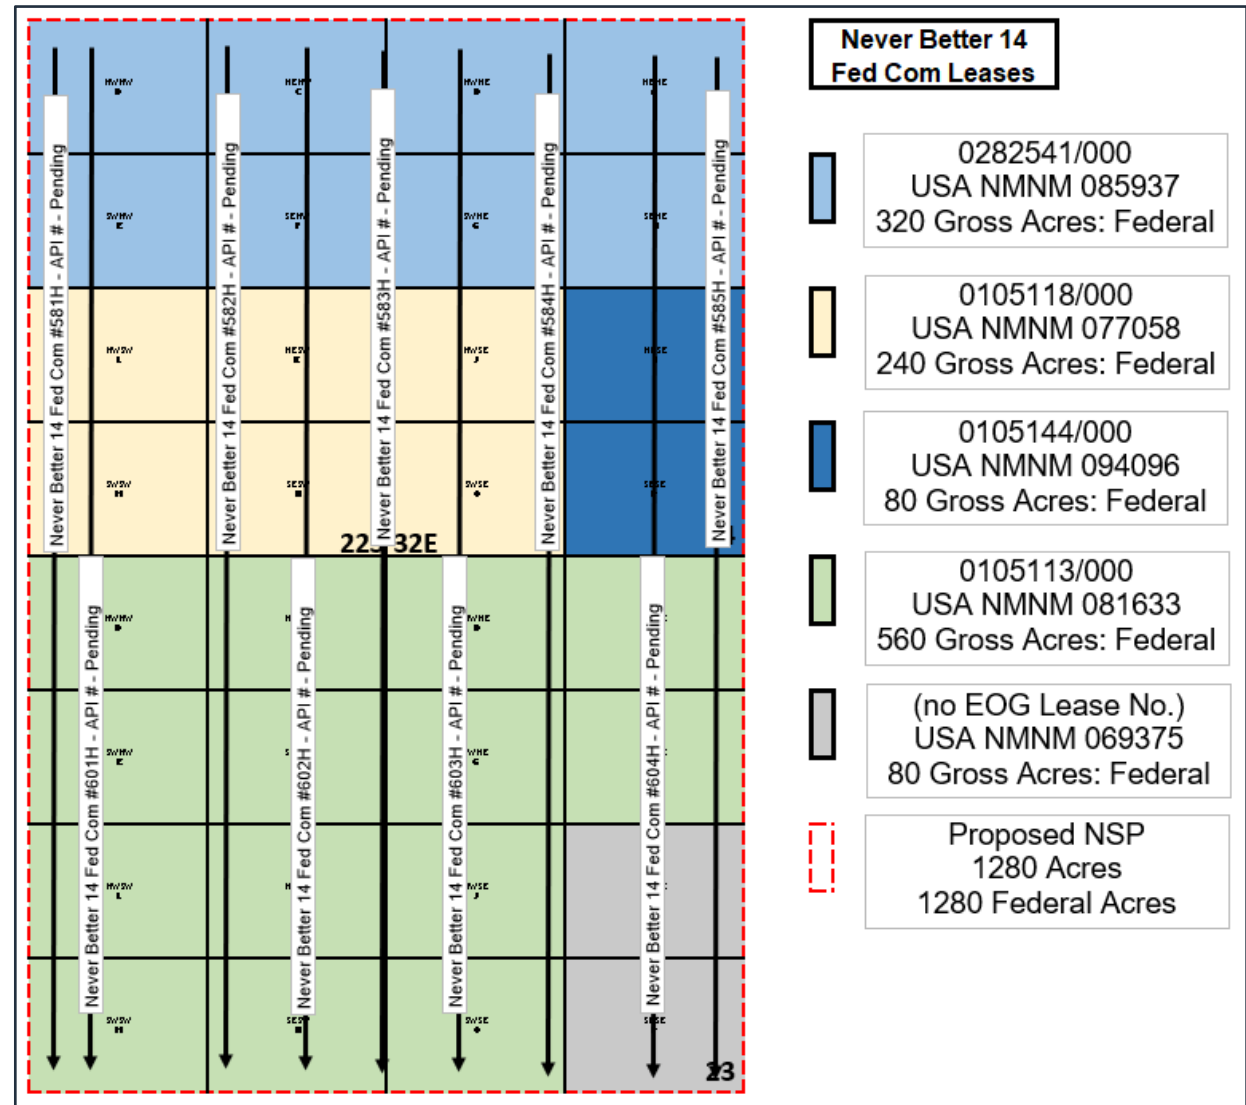 Never Better 14
Fed Com Leases
0282541/000
USA NMNM 085937
320 Gross Acres: Federal
0105118/000
USA NMNM 077058
240 Gross Acres: Federal
0105144/000
USA NMNM 094096
80 Gross Acres: Federal
0105113/000
USA NMNM 081633
560 Gross Acres: Federal
(no EOG Lease No.)
USA NMNM 069375
80 Gross Acres: Federal
Proposed NSP
1280 Acres
1280 Federal Acres
Never Better 14 Fed Com #581H - API # - Pending
Never Better 14 Fed Com #582H - API # - Pending
Never Better 14 Fed Com #583H - API # - Pending
Never Better 14 Fed Com #584H - API # - Pending
Never Better 14 Fed Com #585H - API # - Pending
32E
Never Better 14 Fed Com #601H - API # - Pending
Never Better 14 Fed Com #602H - API # - Pending
Never Better 14 Fed Com #603H - API # - Pending
Never Better 14 Fed Com #604H - API # - Pending
23